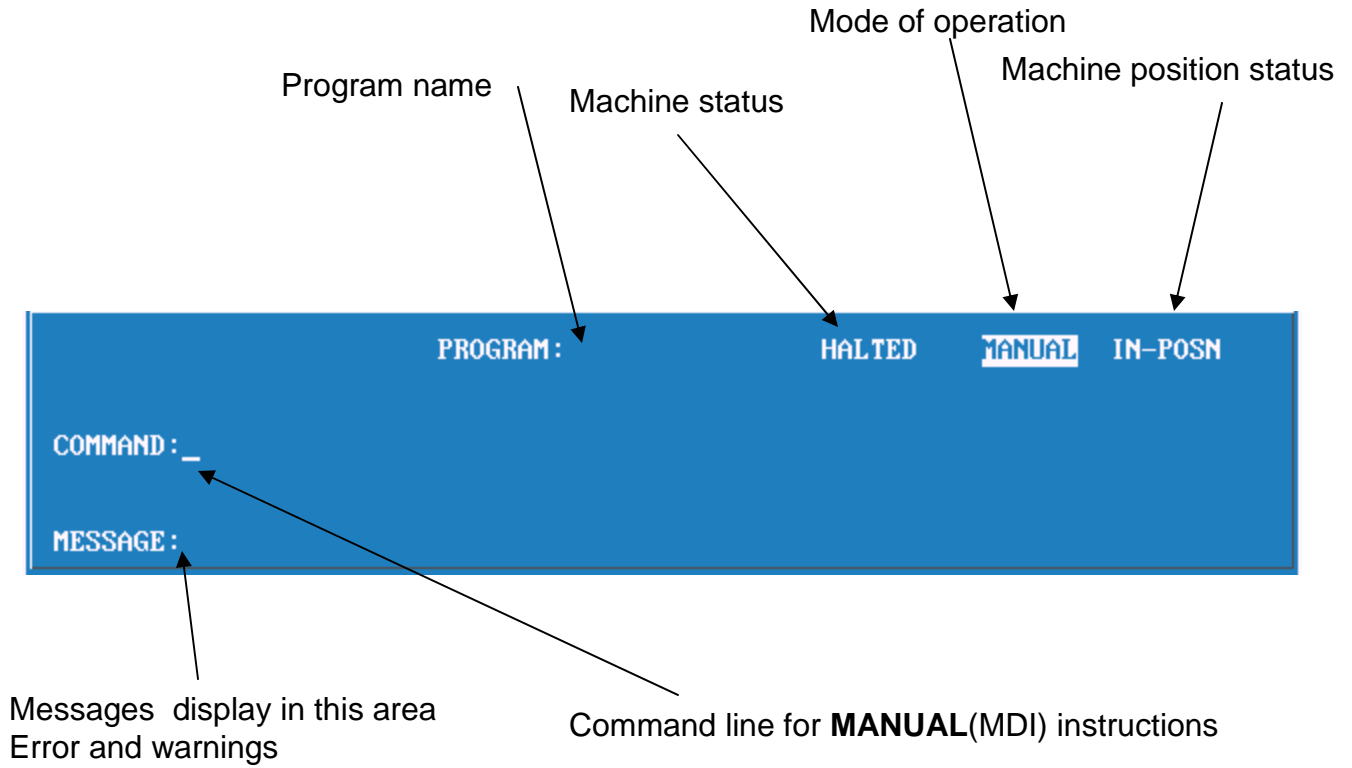 Mode of operation
Machine position status
Program name
Machine status
PROGRAM: HALTED MANUAL IN-POSN
COMMAND:_
MESSAGE:
Messages display in this area
Error and warnings
Command line for MANUAL(MDI) instructions